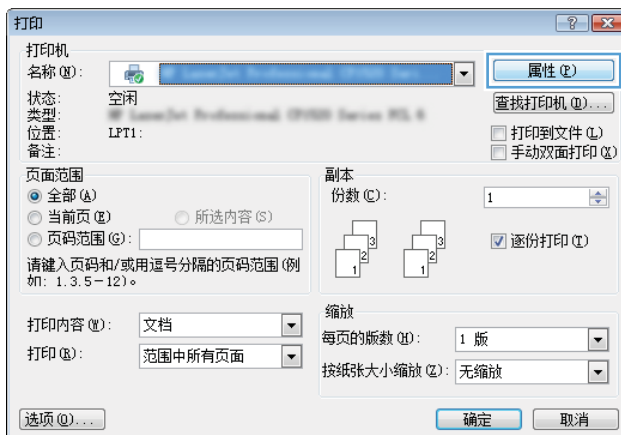 打印
打印机
名称(N):
属性(P)
状态: 空闲
类型:
查找打印机(D)...
位置: LPT1:
打印到文件(L)
备注:
手动双面打印(X)
页面范围
全部(A)
当前页(E) 所选内容(S)
页码范围(G):
请键入页码和/或用逗号分隔的页码范围(例
如: 1.3.5-12)。
副本
份数(C): 1
3
2
1
3
2
1
逐份打印(T)
打印内容(W): 文档
打印(R): 范围中所有页面
缩放
每页的版数(H): 1 版
按纸张大小缩放(Z): 无缩放
选项(O)...
确定
取消